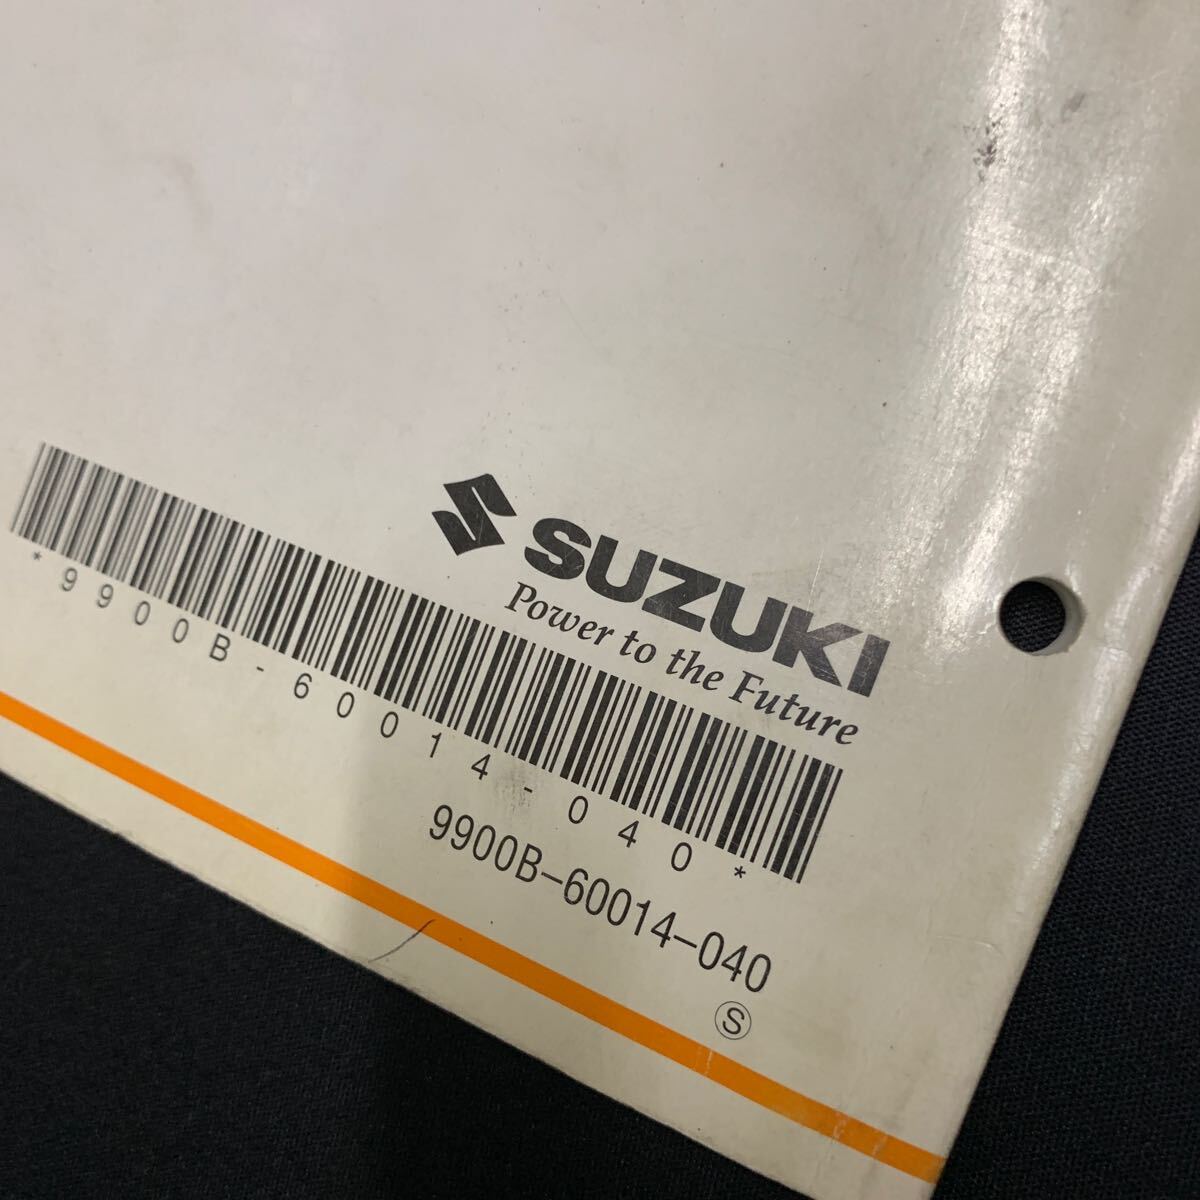 SUZUKI
Power to the Future
*9900B-60014-040*
9900B-60014-040
Ⓢ